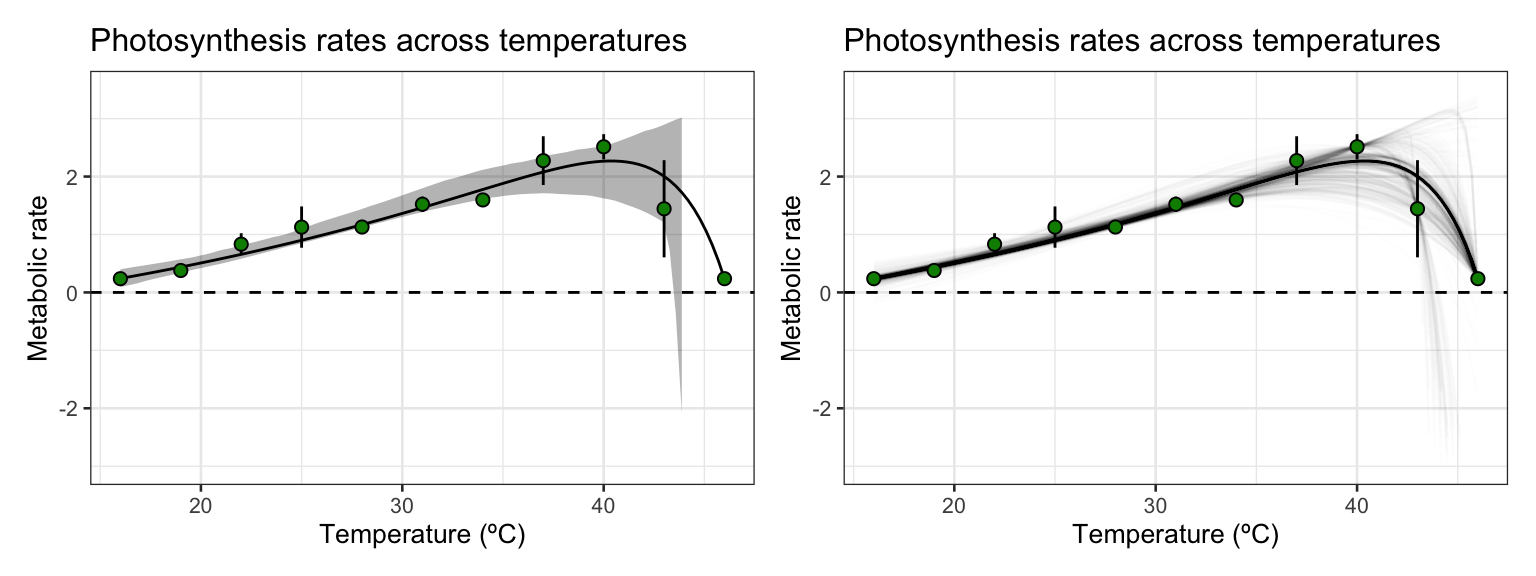 Photosynthesis rates across temperatures
Metabolic rate
2
0
-2
20 30 40
Temperature (ºC)
Photosynthesis rates across temperatures
Metabolic rate
2
0
-2
20 30 40
Temperature (ºC)